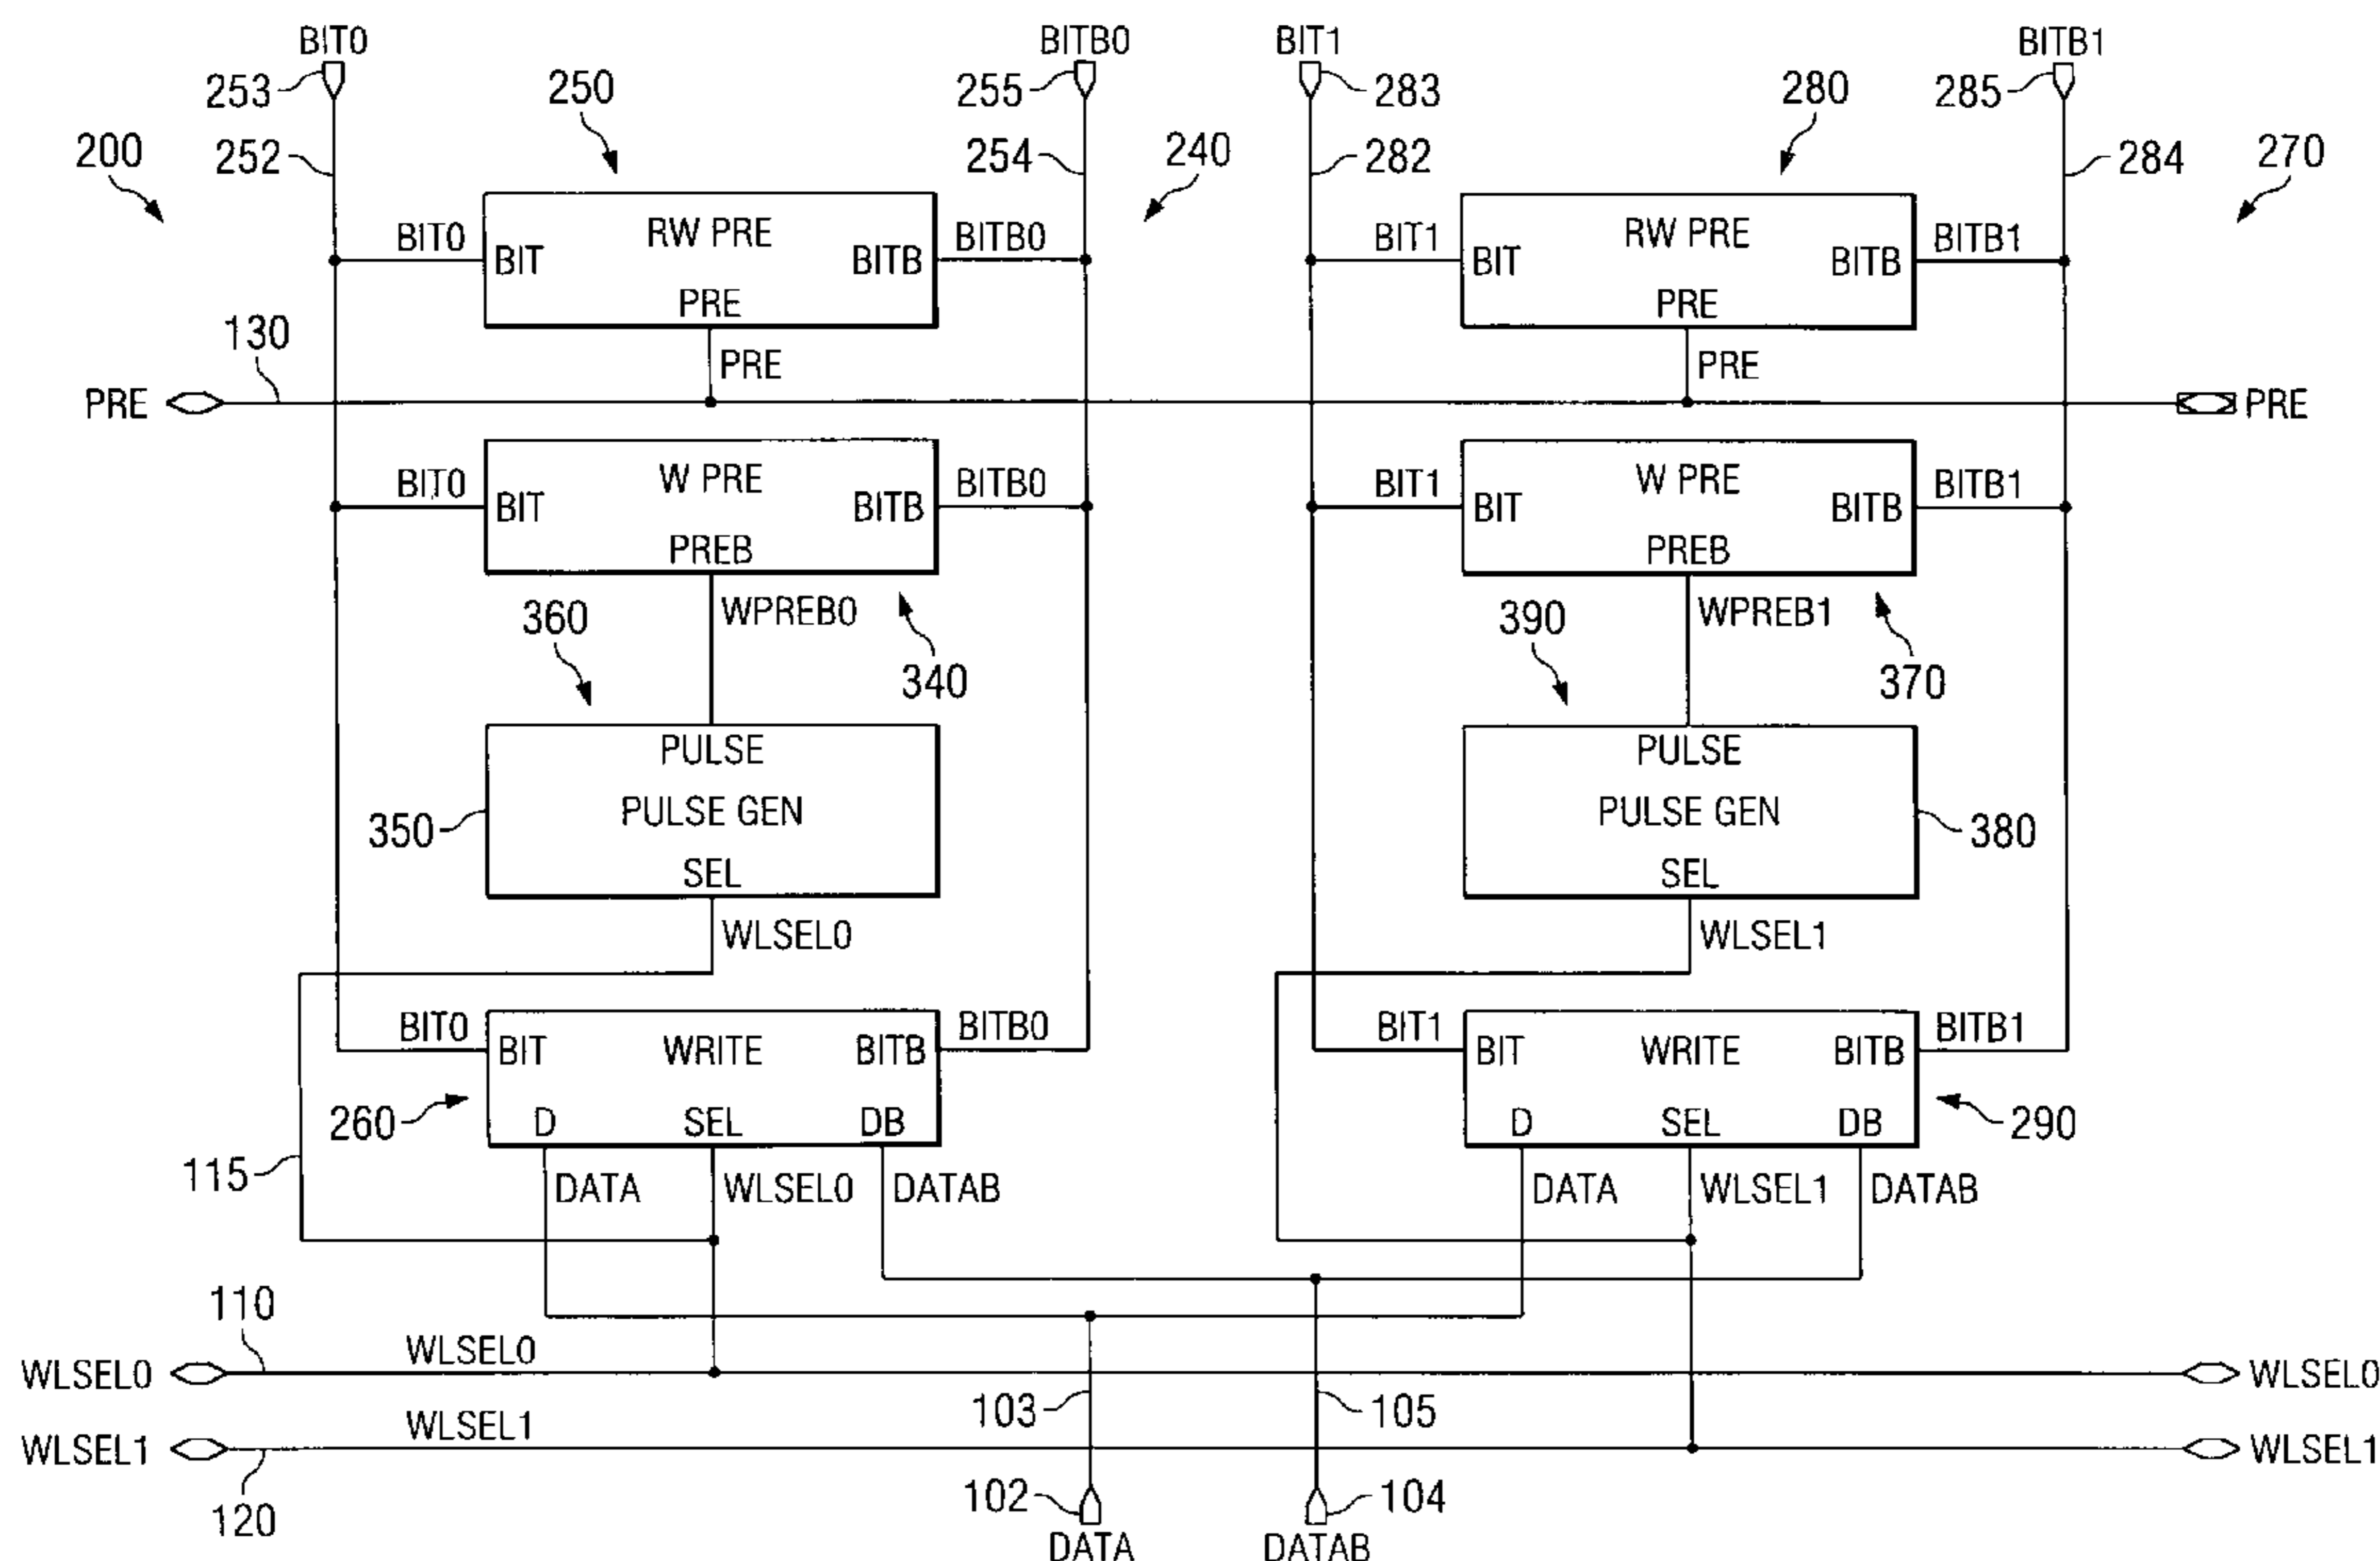 BIT0 BITB0 BIT1 BITB1
253 255 283 285
250 280
200 252 254 240 282 284 270
BIT0 RW PRE BITB0 BIT1 RW PRE BITB1
BIT BITB BIT BITB
PRE PRE
130 PRE PRE
PRE PRE
BIT0 W PRE BITB0 BIT1 W PRE BITB1
BIT BITB BIT BITB
PREB PREB
360 WPREB0 390 WPREB1
340 370
PULSE PULSE
350 PULSE GEN PULSE GEN 380
SEL SEL
WLSEL0 WLSEL1
BIT0 BITB0 BIT1 BITB1
BIT WRITE BITB BIT WRITE BITB
260 D SEL DB D SEL DB 290
115 DATA WLSEL0 DATAB DATA WLSEL1 DATAB
110
WLSEL0 WLSEL0 WLSEL0
103 105
WLSEL1 WLSEL1 WLSEL1
120 102 104
DATA DATAB